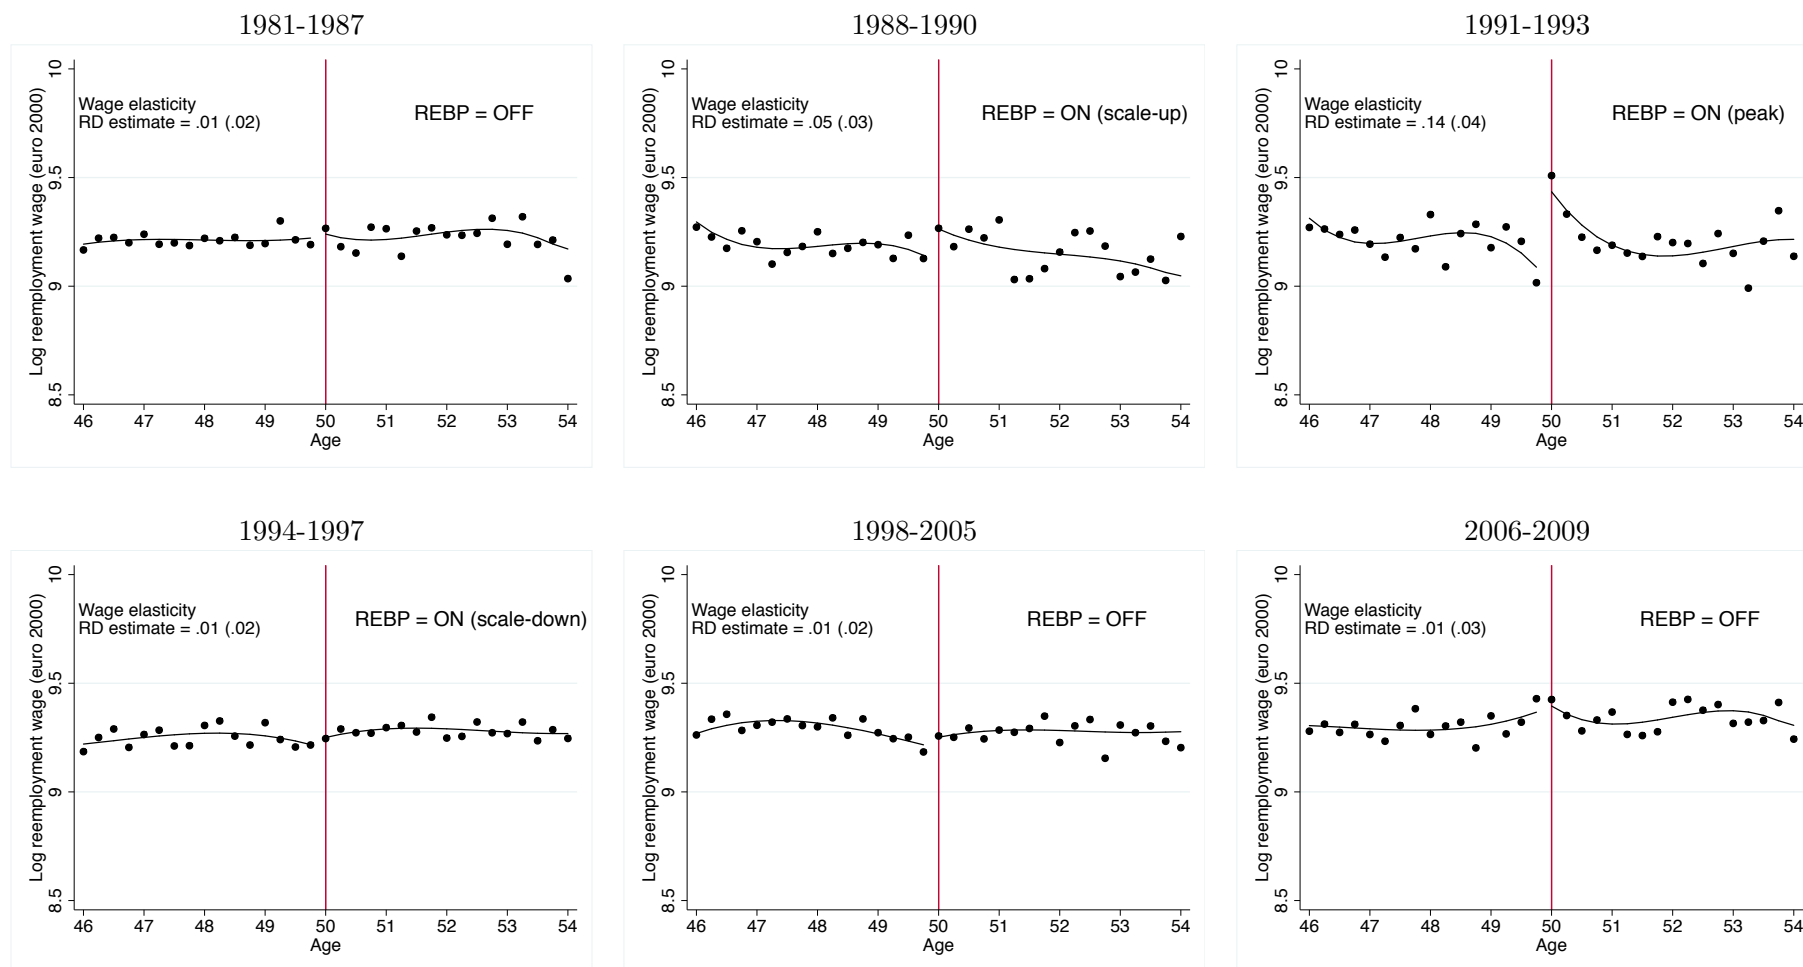 1981-1987
Log reemployment wage (euro 2000)
10
9.5
9
8.5
Wage elasticity
RD estimate = .01 (.02)
REBP = OFF
46 47 48 49 50 51 52 53 54
Age
1988-1990
Log reemployment wage (euro 2000)
10
9.5
9
8.5
Wage elasticity
RD estimate = .05 (.03)
REBP = ON (scale-up)
46 47 48 49 50 51 52 53 54
Age
1991-1993
Log reemployment wage (euro 2000)
10
9.5
9
8.5
Wage elasticity
RD estimate = .14 (.04)
REBP = ON (peak)
46 47 48 49 50 51 52 53 54
Age
1994-1997
Log reemployment wage (euro 2000)
10
9.5
9
8.5
Wage elasticity
RD estimate = .01 (.02)
REBP = ON (scale-down)
46 47 48 49 50 51 52 53 54
Age
1998-2005
Log reemployment wage (euro 2000)
10
9.5
9
8.5
Wage elasticity
RD estimate = .01 (.02)
REBP = OFF
46 47 48 49 50 51 52 53 54
Age
2006-2009
Log reemployment wage (euro 2000)
10
9.5
9
8.5
Wage elasticity
RD estimate = .01 (.03)
REBP = OFF
46 47 48 49 50 51 52 53 54
Age